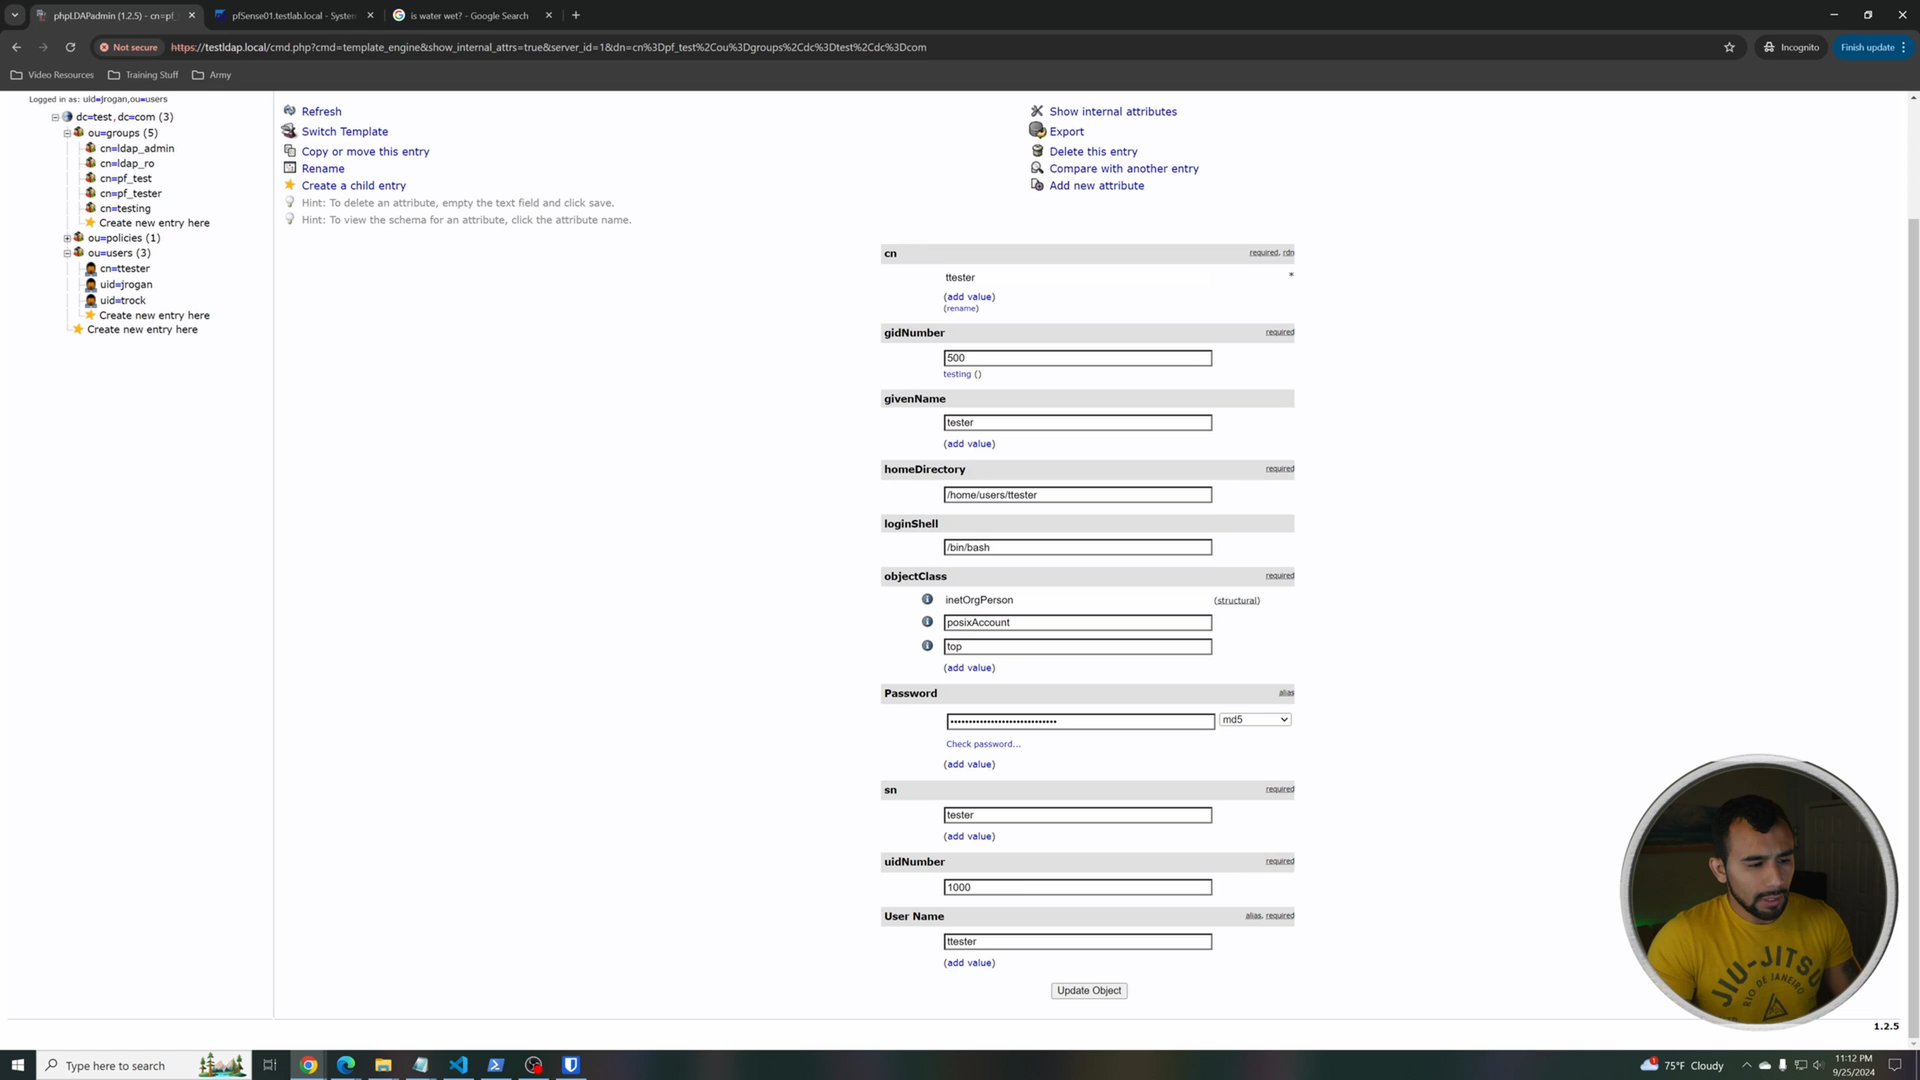 phpLDAPadmin (1.2.5) - cn=pf_
pfSense01.testlab.local - System
is water wet? - Google Search
Not secure
https://testldap.local/cmd.php?cmd=template_engine&show_internal_attrs=true&server_id=1&dn=cn%3Dpf_test%2Cou%3Dgroups%2Cdc%3Dtest%2Cdc%3Dcom
Incognito
Finish update
Video Resources
Training Stuff
Army
Logged in as: uid=jrogan,ou=users
dc=test,dc=com (3)
ou=groups (5)
cn=ldap_admin
cn=ldap_ro
cn=pf_test
cn=pf_tester
cn=testing
Create new entry here
ou=policies (1)
ou=users (3)
cn=ttester
uid=jrogan
uid=trock
Create new entry here
Create new entry here
Refresh
Switch Template
Copy or move this entry
Rename
Create a child entry
Hint: To delete an attribute, empty the text field and click save.
Hint: To view the schema for an attribute, click the attribute name.
Show internal attributes
Export
Delete this entry
Compare with another entry
Add new attribute
cn required, rdn
ttester *
(add value)
(rename)
gidNumber required
500
testing ()
givenName
tester
(add value)
homeDirectory required
/home/users/ttester
loginShell
/bin/bash
objectClass required
inetOrgPerson (structural)
posixAccount
top
(add value)
Password alias
•••••••••••••••••••••••••••••• md5
Check password...
(add value)
sn required
tester
(add value)
uidNumber required
1000
User Name alias, required
ttester
(add value)
Update Object
JIU-JITSU
RIO DE JANEIRO
1.2.5
Type here to search
1
75°F Cloudy
11:12 PM
9/25/2024